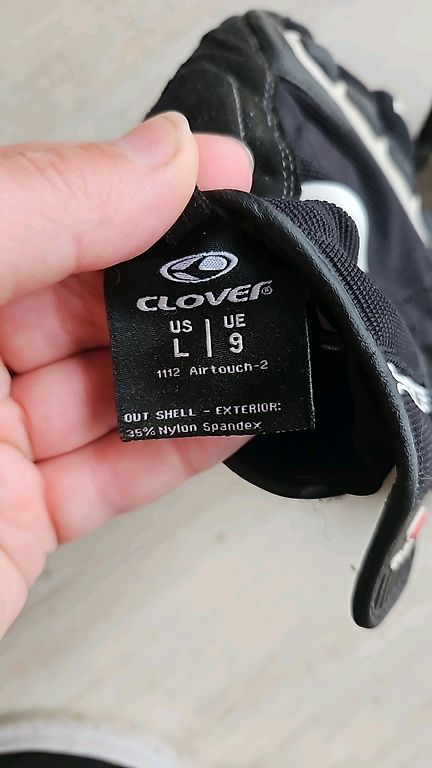 CLOVER®
US | UE
L | 9
1112 Airtouch-2
OUT SHELL - EXTERIOR:
35% Nylon Spandex